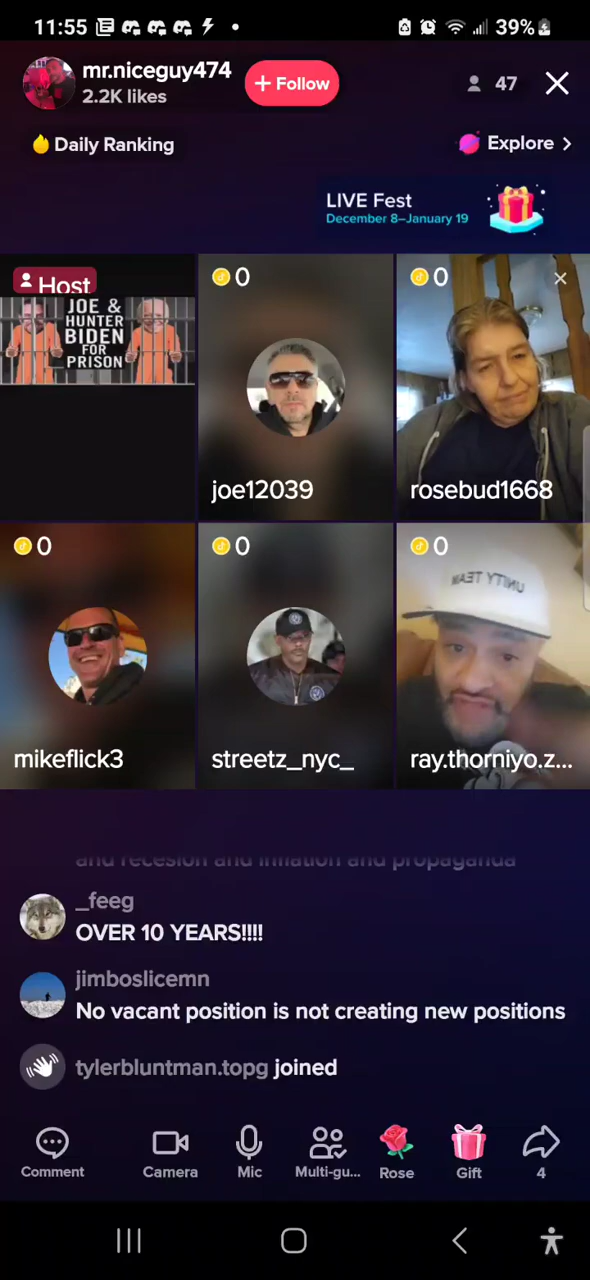 11:55
39%
mr.niceguy474
2.2K likes
+ Follow
47
Daily Ranking
Explore >
LIVE Fest
December 8–January 19
Host
JOE &
HUNTER
BIDEN
FOR
PRISON
0
joe12039
0
rosebud1668
0
mikeflick3
0
streetz_nyc_
0
UNITY TEAM
ray.thorniyo.z...
and recesion and inflation and propaganda
_feeg
OVER 10 YEARS!!!!
jimboslicemn
No vacant position is not creating new positions
tylerbluntman.topg joined
Comment
Camera
Mic
Multi-gu...
Rose
Gift
4